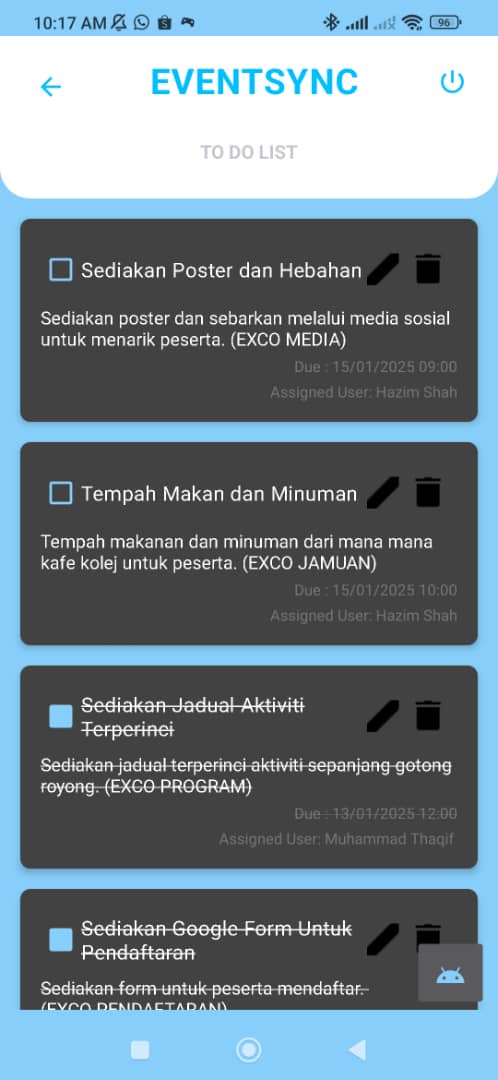 10:17 AM
96
EVENTSYNC
TO DO LIST
Sediakan Poster dan Hebahan
Sediakan poster dan sebarkan melalui media sosial
untuk menarik peserta. (EXCO MEDIA)
Due : 15/01/2025 09:00
Assigned User: Hazim Shah
Tempah Makan dan Minuman
Tempah makanan dan minuman dari mana mana
kafe kolej untuk peserta. (EXCO JAMUAN)
Due : 15/01/2025 10:00
Assigned User: Hazim Shah
Sediakan Jadual Aktiviti
Terperinci
Sediakan jadual terperinci aktiviti sepanjang gotong
royong. (EXCO PROGRAM)
Due : 13/01/2025 12:00
Assigned User: Muhammad Thaqif
Sediakan Google Form Untuk
Pendaftaran
Sediakan form untuk peserta mendaftar.
(EXCO PENDAFTARAN)